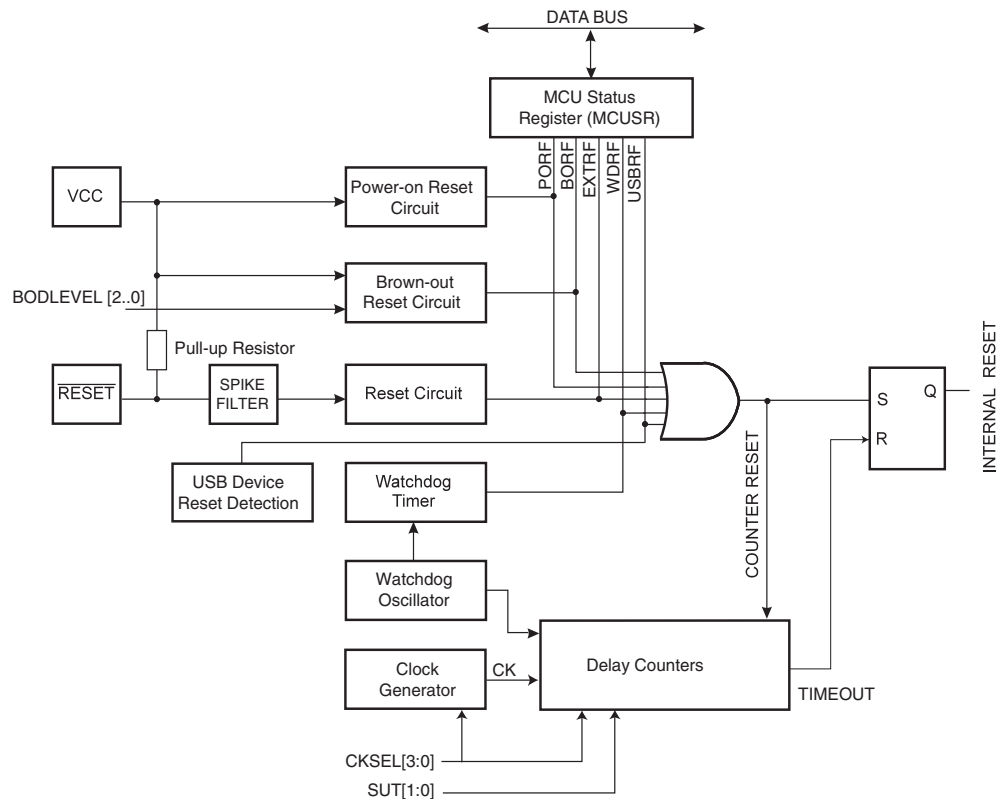 DATA BUS
MCU Status
Register (MCUSR)
PORF
BORF
EXTRF
WDRF
USBRF
VCC
Power-on Reset
Circuit
Brown-out
Reset Circuit
BODLEVEL [2..0]
Pull-up Resistor
RESET
SPIKE
FILTER
Reset Circuit
S
Q
R
INTERNAL RESET
USB Device
Reset Detection
Watchdog
Timer
COUNTER RESET
Watchdog
Oscillator
Clock
Generator
CK
Delay Counters
TIMEOUT
CKSEL[3:0]
SUT[1:0]